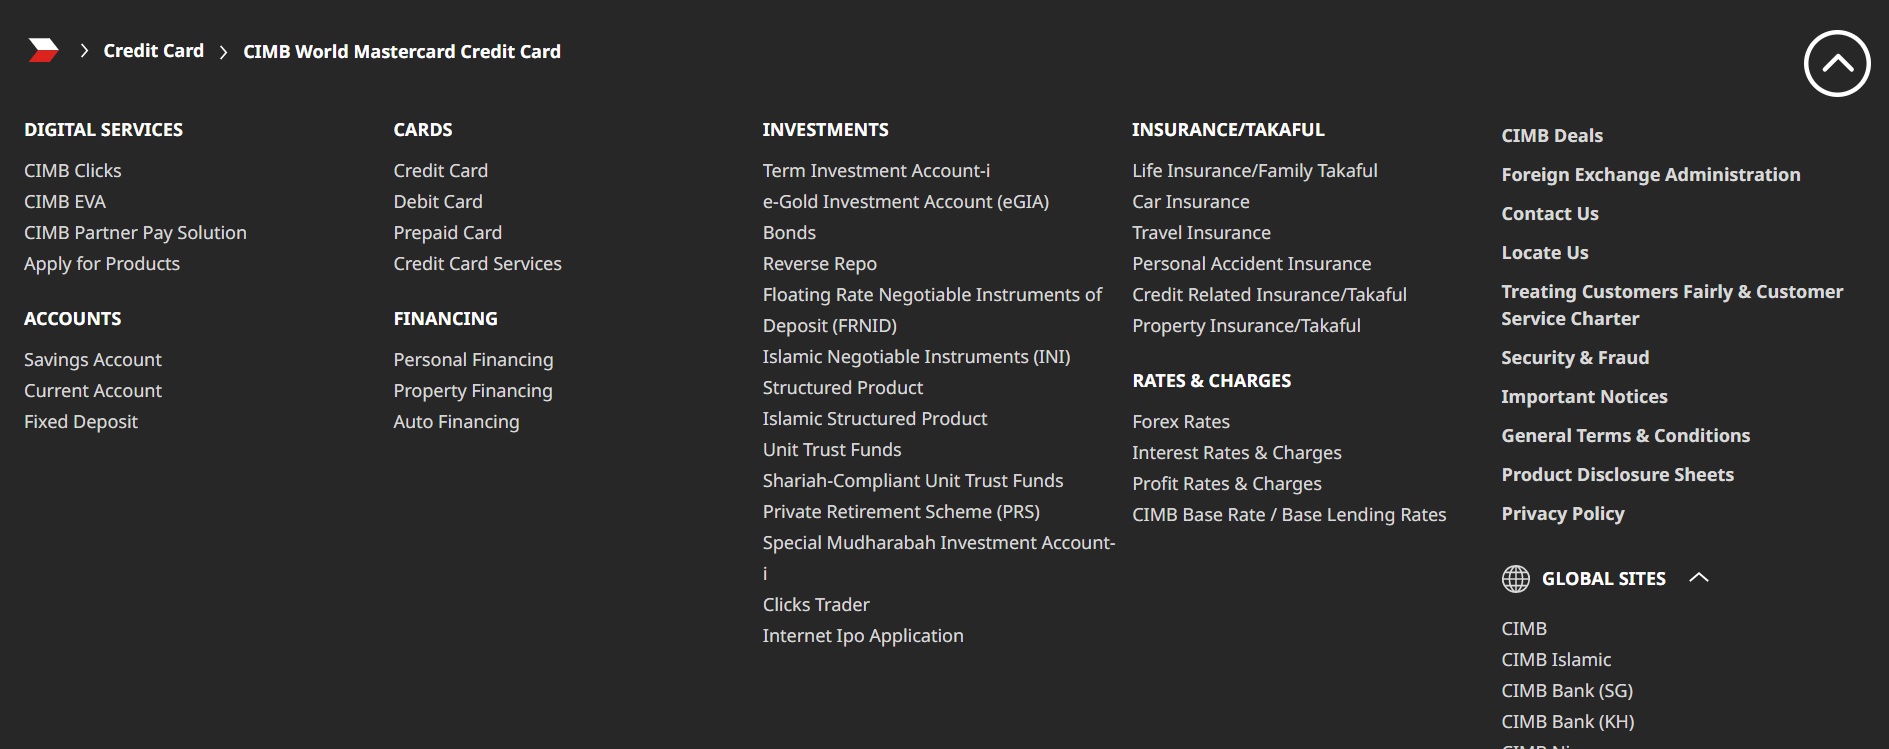 Credit Card
CIMB World Mastercard Credit Card
DIGITAL SERVICES
CIMB Clicks
CIMB EVA
CIMB Partner Pay Solution
Apply for Products
ACCOUNTS
Savings Account
Current Account
Fixed Deposit
CARDS
Credit Card
Debit Card
Prepaid Card
Credit Card Services
FINANCING
Personal Financing
Property Financing
Auto Financing
INVESTMENTS
Term Investment Account-i
e-Gold Investment Account (eGIA)
Bonds
Reverse Repo
Floating Rate Negotiable Instruments of
Deposit (FRNID)
Islamic Negotiable Instruments (INI)
Structured Product
Islamic Structured Product
Unit Trust Funds
Shariah-Compliant Unit Trust Funds
Private Retirement Scheme (PRS)
Special Mudharabah Investment Account-
i
Clicks Trader
Internet Ipo Application
INSURANCE/TAKAFUL
Life Insurance/Family Takaful
Car Insurance
Travel Insurance
Personal Accident Insurance
Credit Related Insurance/Takaful
Property Insurance/Takaful
RATES & CHARGES
Forex Rates
Interest Rates & Charges
Profit Rates & Charges
CIMB Base Rate / Base Lending Rates
CIMB Deals
Foreign Exchange Administration
Contact Us
Locate Us
Treating Customers Fairly & Customer
Service Charter
Security & Fraud
Important Notices
General Terms & Conditions
Product Disclosure Sheets
Privacy Policy
GLOBAL SITES
CIMB
CIMB Islamic
CIMB Bank (SG)
CIMB Bank (KH)